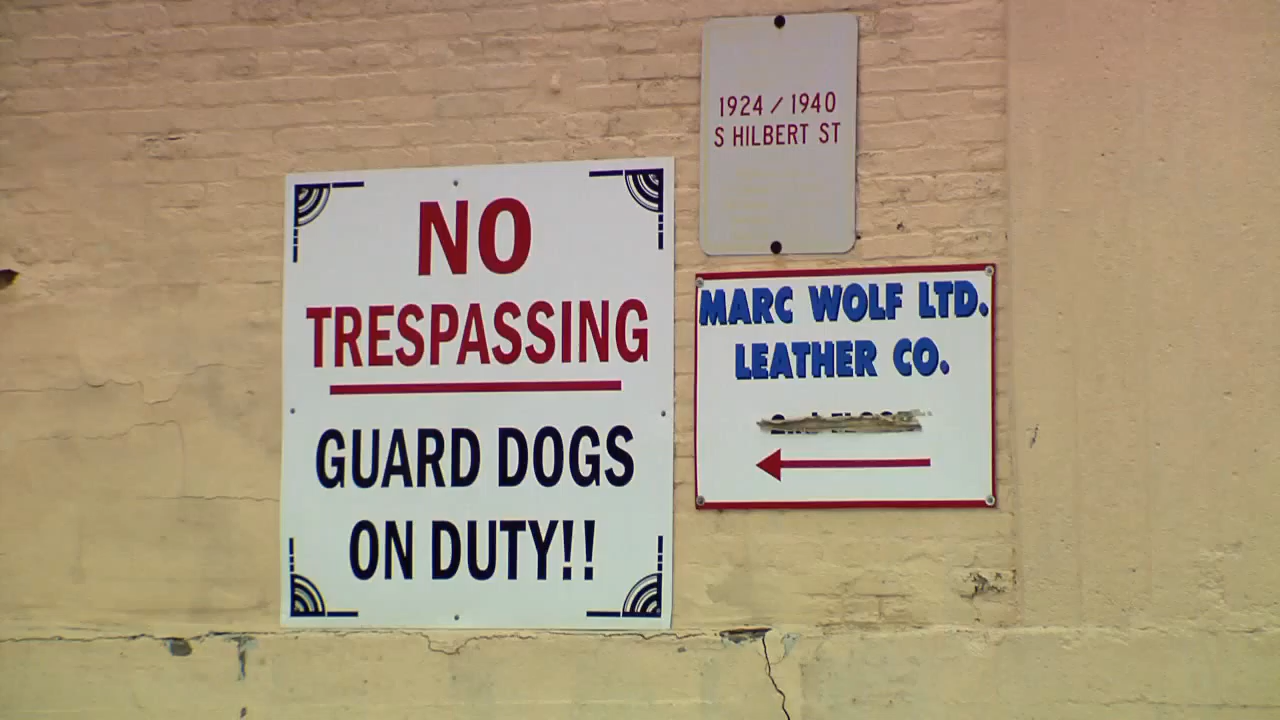 1924 / 1940
S HILBERT ST
NO
TRESPASSING
GUARD DOGS
ON DUTY!!
MARC WOLF LTD.
LEATHER CO.